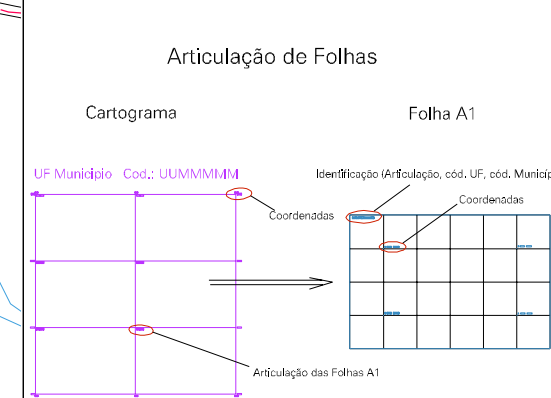 Articulação de Folhas
Cartograma
Folha A1
UF Municipio Cod.: UUMMMMM
Identificação (Articulação, cód. UF, cód. Municíp
Coordenadas
Coordenadas
Articulação das Folhas A1